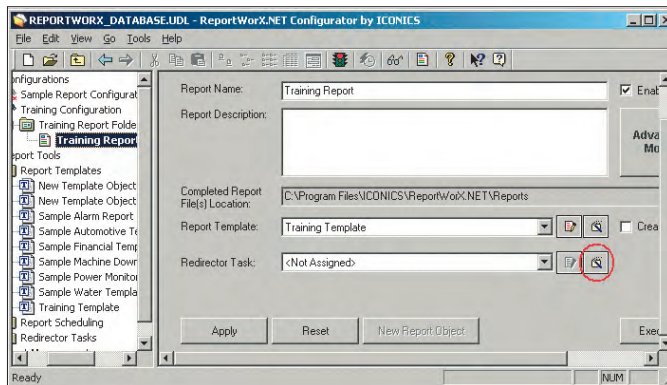 REPORTWORX_DATABASE.UDL - ReportWorX.NET Configurator by ICONICS
File Edit View Go Tools Help
nfigurations
Sample Report Configurat
Training Configuration
Training Report Folde
Training Repor
eport Tools
Report Templates
New Template Object
New Template Object
Sample Alarm Report
Sample Automotive Te
Sample Financial Temp
Sample Machine Down
Sample Power Monitor
Sample Water Templa
Training Template
Report Scheduling
Redirector Tasks
Report Name: Training Report Enab
Report Description:
Adva
Mo
Completed Report
File(s) Location: C:\Program Files\ICONICS\ReportWorX.NET\Reports
Report Template: Training Template Crea
Redirector Task: <Not Assigned>
Apply Reset New Report Object Exec
Ready NUM